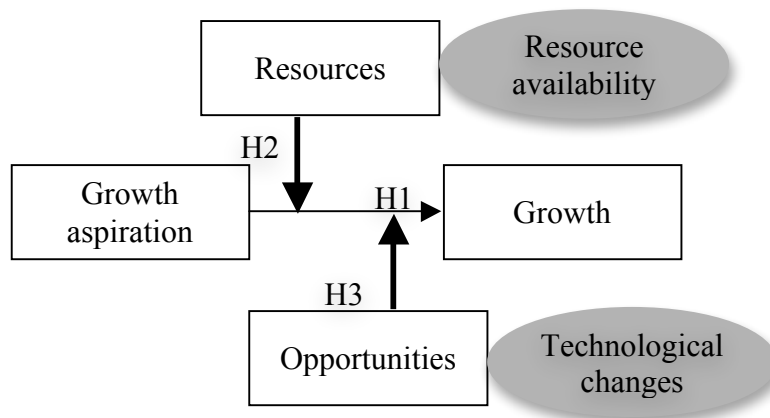 Resources
Resource
availability
H2
Growth
aspiration
H1
Growth
H3
Opportunities
Technological
changes